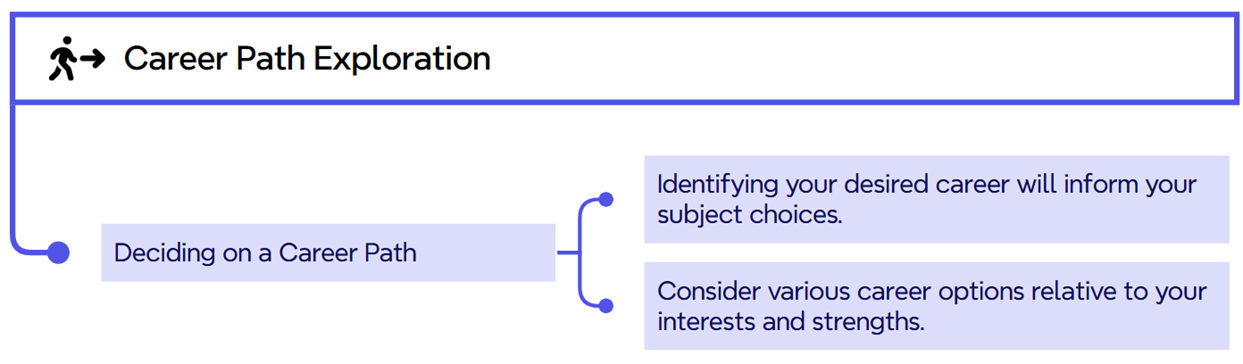 Career Path Exploration
Deciding on a Career Path
Identifying your desired career will inform your
subject choices.
Consider various career options relative to your
interests and strengths.